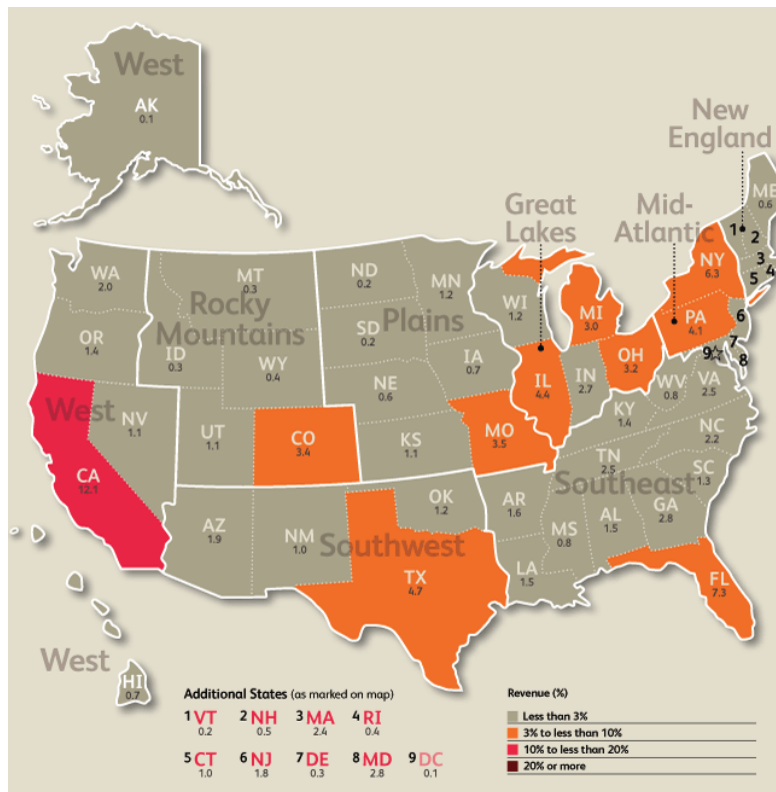 West
AK
0.1
New
England
Great
Lakes
Mid-
Atlantic
ME
0.6
1
2
3
4
5
NY
6.3
WA
2.0
MT
0.3
ND
0.2
MN
1.2
Rocky
Mountains
WI
1.2
MI
3.0
PA
4.1
6
7
8
9
OR
1.4
ID
0.3
WY
0.4
SD
0.2
Plains
IA
0.7
NE
0.6
IL
4.4
IN
2.7
OH
3.2
WV
0.8
VA
2.5
West
NV
1.1
UT
1.1
CO
3.4
KS
1.1
MO
3.5
KY
1.4
NC
2.2
CA
12.1
TN
2.5
SC
1.3
Southeast
AZ
1.9
NM
1.0
OK
1.2
AR
1.6
MS
0.8
AL
1.5
GA
2.8
Southwest
TX
4.7
LA
1.5
FL
7.3
West
HI
0.7
Additional States (as marked on map)
1 VT 2 NH 3 MA 4 RI
0.2 0.5 2.4 0.4
5 CT 6 NJ 7 DE 8 MD 9 DC
1.0 1.8 0.3 2.8 0.1
Revenue (%)
Less than 3%
3% to less than 10%
10% to less than 20%
20% or more